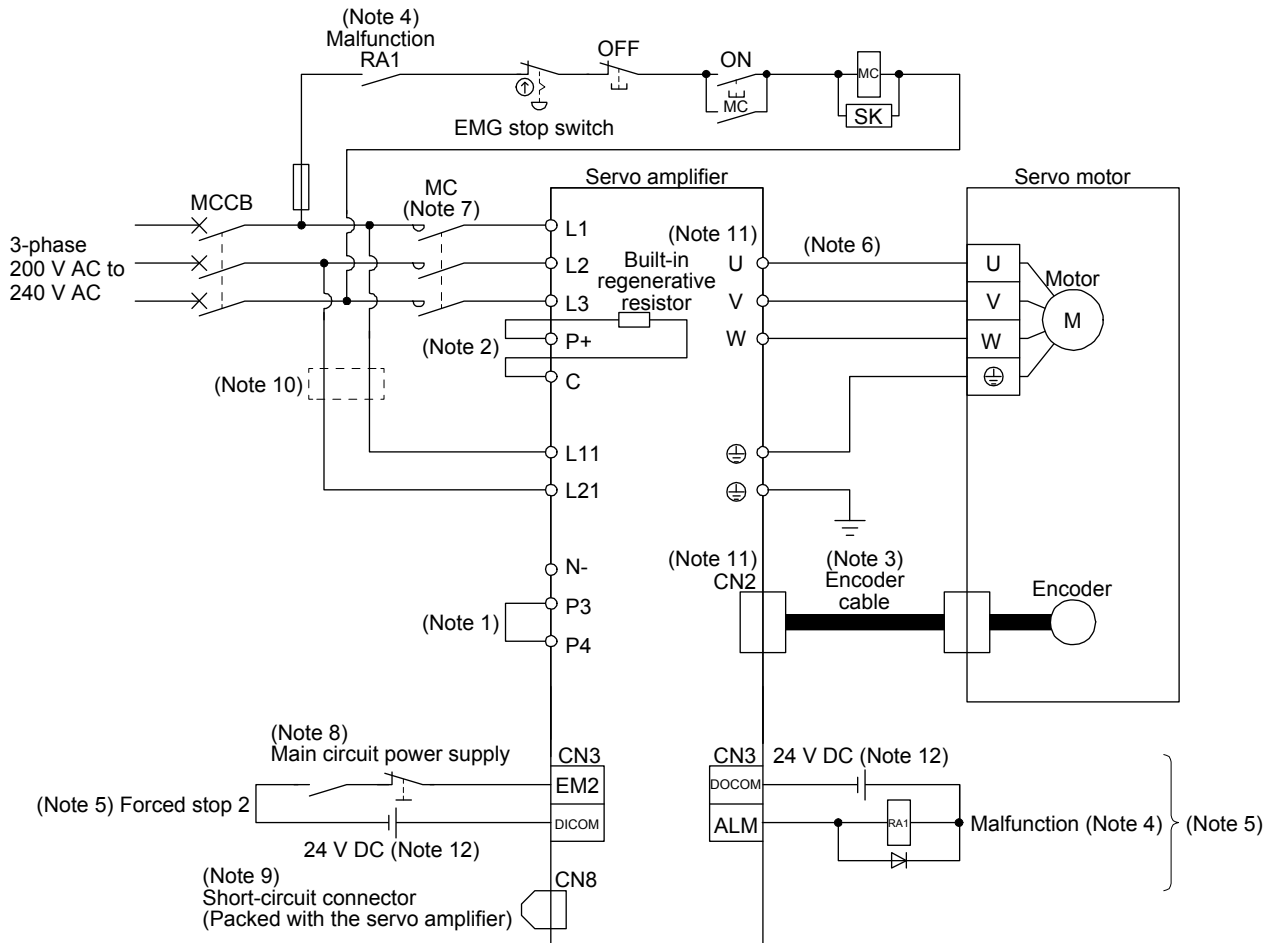 (Note 4)
Malfunction
RA1
OFF
ON
MC
MC
SK
EMG stop switch
Servo amplifier
Servo motor
MCCB
MC
(Note 7)
3-phase
200 V AC to
240 V AC
L1
L2
L3
P+
C
(Note 11)
Built-in
regenerative
resistor
U
V
W
(Note 6)
U
V
W
Motor
M
(Note 2)
(Note 10)
L11
L21
N-
P3
P4
(Note 1)
(Note 11)
CN2
(Note 3)
Encoder
cable
Encoder
(Note 8)
Main circuit power supply
CN3
EM2
DICOM
(Note 5) Forced stop 2
24 V DC (Note 12)
CN3
DOCOM
ALM
24 V DC (Note 12)
RA1
Malfunction (Note 4)
(Note 5)
(Note 9)
Short-circuit connector
(Packed with the servo amplifier)
CN8